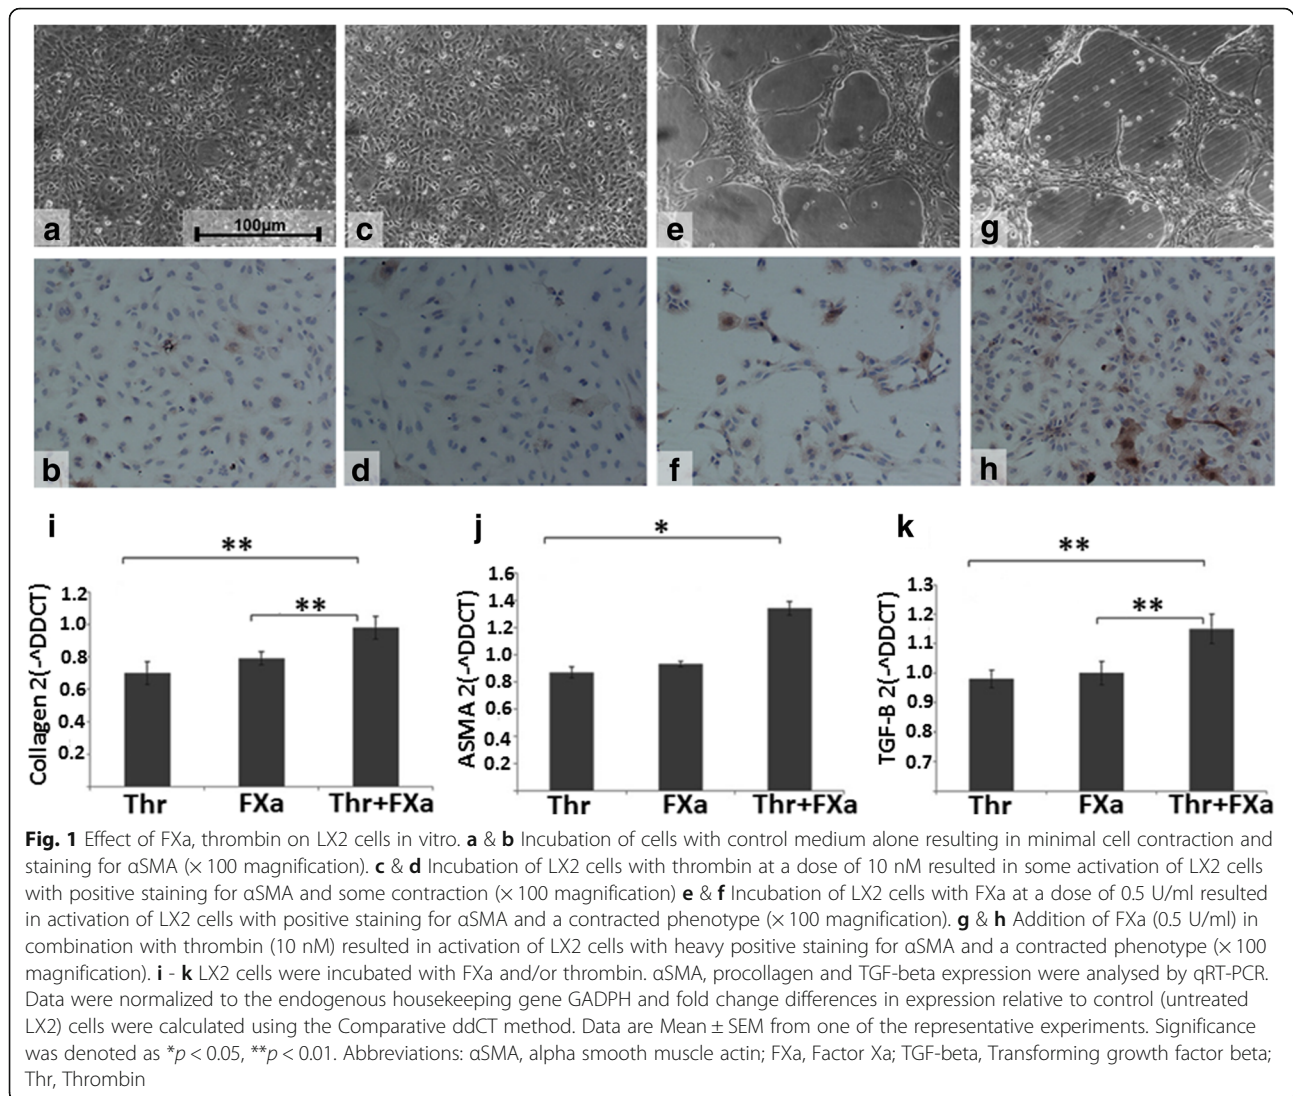 a
100µm
c
e
g
b
d
f
h
i
**
**
Collagen 2(-^DDCT)
1.2
1.0
0.8
0.6
0.4
0.2
Thr FXa Thr+FXa
j
*
ASMA 2(-^DDCT)
1.6
1.4
1.2
1.0
0.8
0.6
0.4
0.2
Thr FXa Thr+FXa
k
**
**
TGF-B 2(-^DDCT)
1.3
1.2
1.1
1.0
0.9
0.8
0.7
Thr FXa Thr+FXa
Fig. 1 Effect of FXa, thrombin on LX2 cells in vitro. a & b Incubation of cells with control medium alone resulting in minimal cell contraction and
staining for αSMA (× 100 magnification). c & d Incubation of LX2 cells with thrombin at a dose of 10 nM resulted in some activation of LX2 cells
with positive staining for αSMA and some contraction (× 100 magnification) e & f Incubation of LX2 cells with FXa at a dose of 0.5 U/ml resulted
in activation of LX2 cells with positive staining for αSMA and a contracted phenotype (× 100 magnification). g & h Addition of FXa (0.5 U/ml) in
combination with thrombin (10 nM) resulted in activation of LX2 cells with heavy positive staining for αSMA and a contracted phenotype (× 100
magnification). i - k LX2 cells were incubated with FXa and/or thrombin. αSMA, procollagen and TGF-beta expression were analysed by qRT-PCR.
Data were normalized to the endogenous housekeeping gene GADPH and fold change differences in expression relative to control (untreated
LX2) cells were calculated using the Comparative ddCT method. Data are Mean ± SEM from one of the representative experiments. Significance
was denoted as *p < 0.05, **p < 0.01. Abbreviations: αSMA, alpha smooth muscle actin; FXa, Factor Xa; TGF-beta, Transforming growth factor beta;
Thr, Thrombin